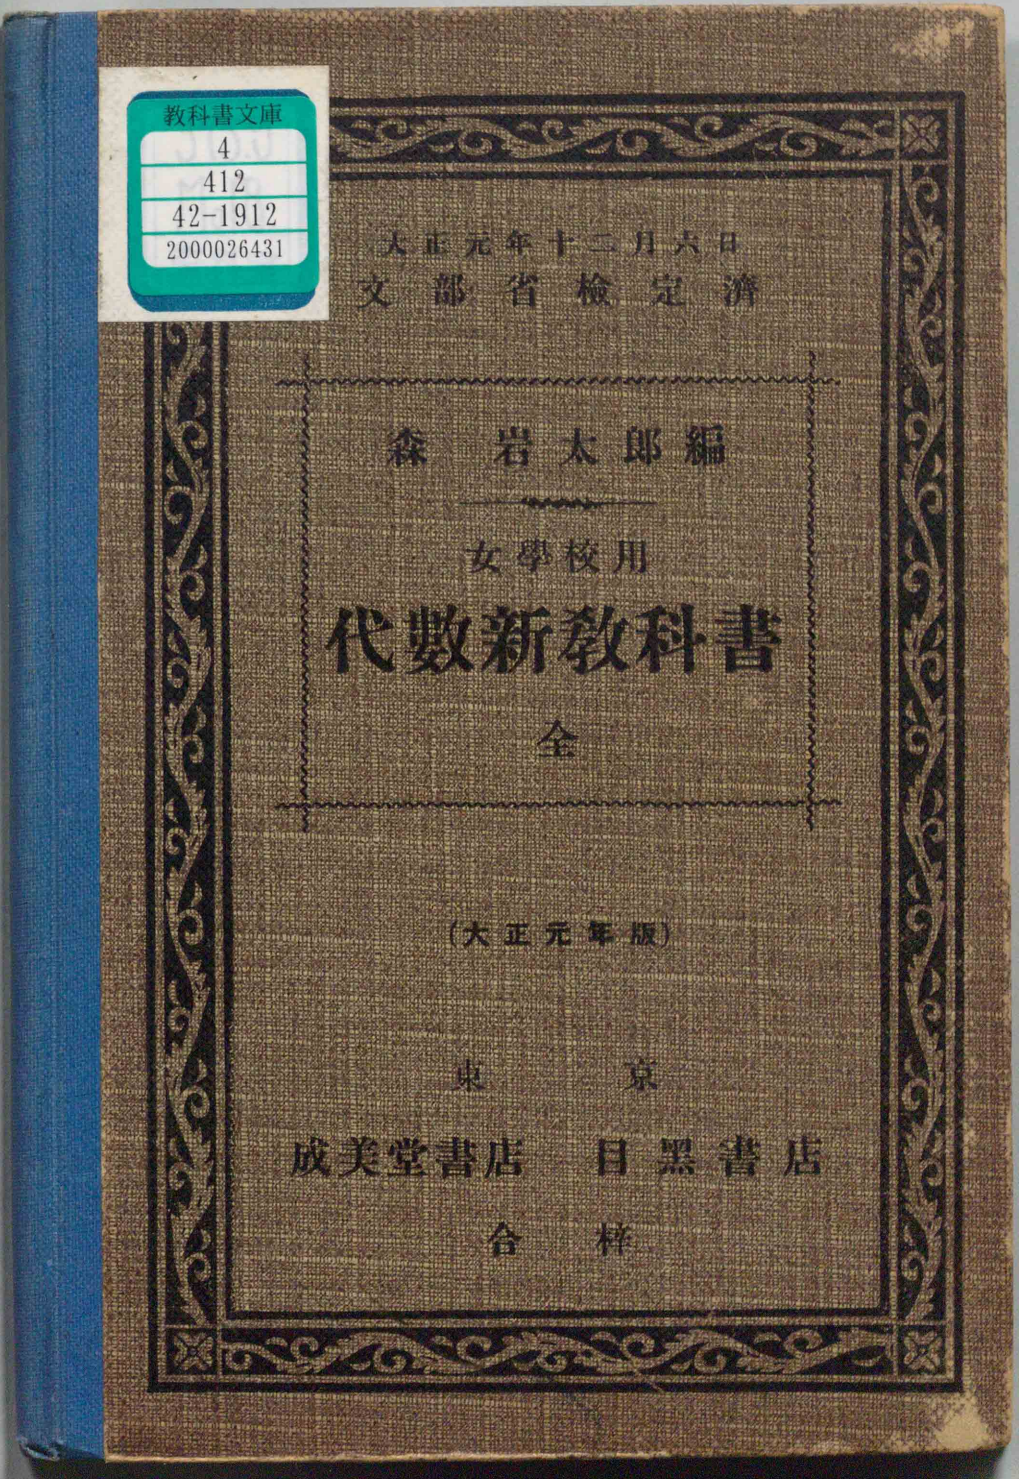 教科書文庫
4
412
42-1912
2000026431
大正元年十二月六日
文部省檢定濟
森 岩太郎編
女學校用
代數新教科書
全
(大正元年版)
東京
成美堂書店 目黑書店
合梓